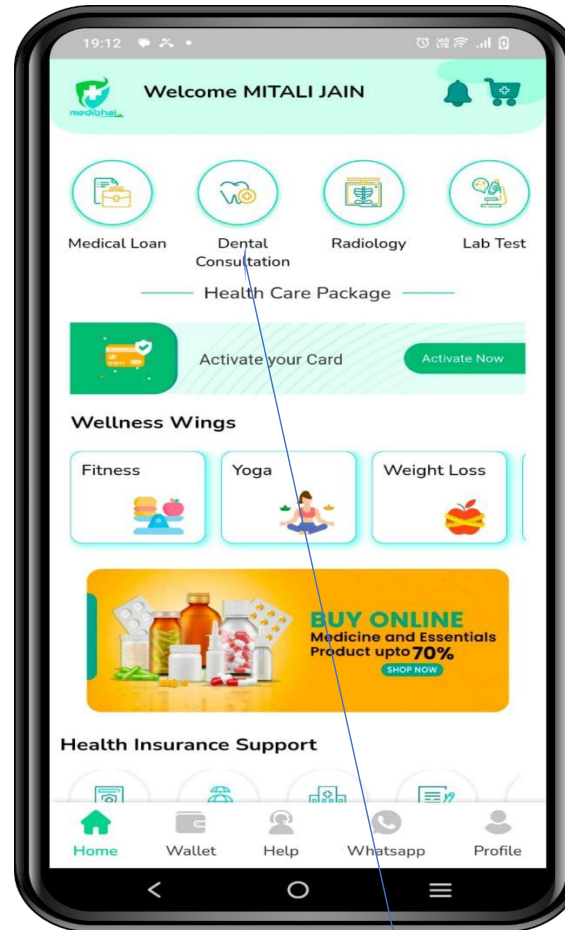 19:12
medibhai
Welcome MITALI JAIN
Medical Loan
Dental
Consultation
Radiology
Lab Test
Health Care Package
Activate your Card
Activate Now
Wellness Wings
Fitness
Yoga
Weight Loss
BUY ONLINE
Medicine and Essentials
Product upto 70%
SHOP NOW
Health Insurance Support
Home
Wallet
Help
Whatsapp
Profile